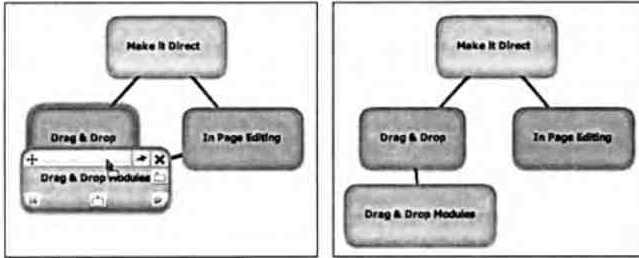 Make It Direct
Drag & Drop
In Page Editing
Drag & Drop Modules
Make It Direct
Drag & Drop
In Page Editing
Drag & Drop Modules